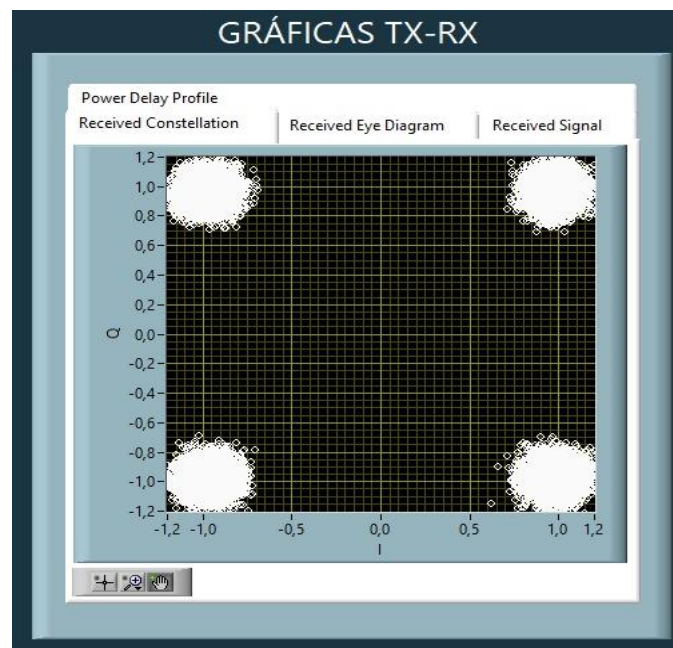 GRÁFICAS TX-RX
Power Delay Profile
Received Constellation Received Eye Diagram Received Signal
1,2
1,0
0,8
0,6
0,4
0,2
0,0
-0,2
-0,4
-0,6
-0,8
-1,0
-1,2
Q
-1,2 -1,0 -0,5 0,0 0,5 1,0 1,2
I